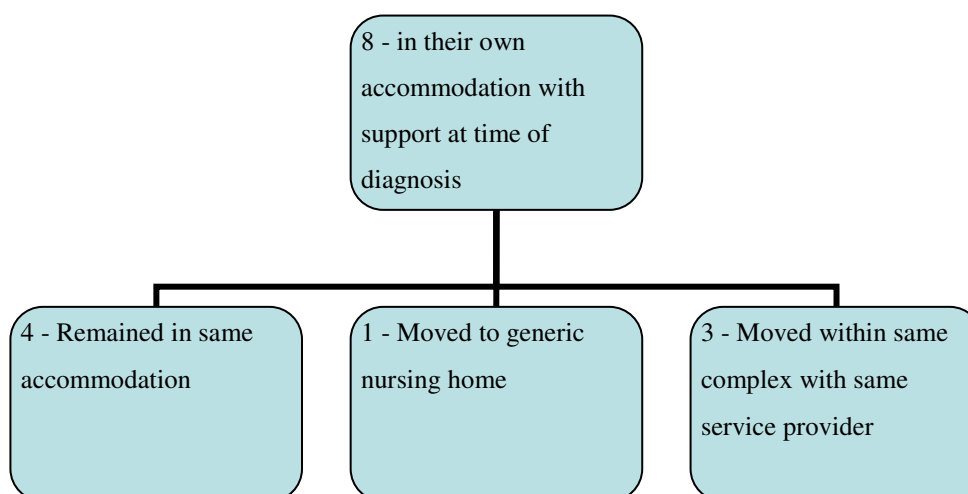 8 - in their own
accommodation with
support at time of
diagnosis
4 - Remained in same
accommodation
1 - Moved to generic
nursing home
3 - Moved within same
complex with same
service provider